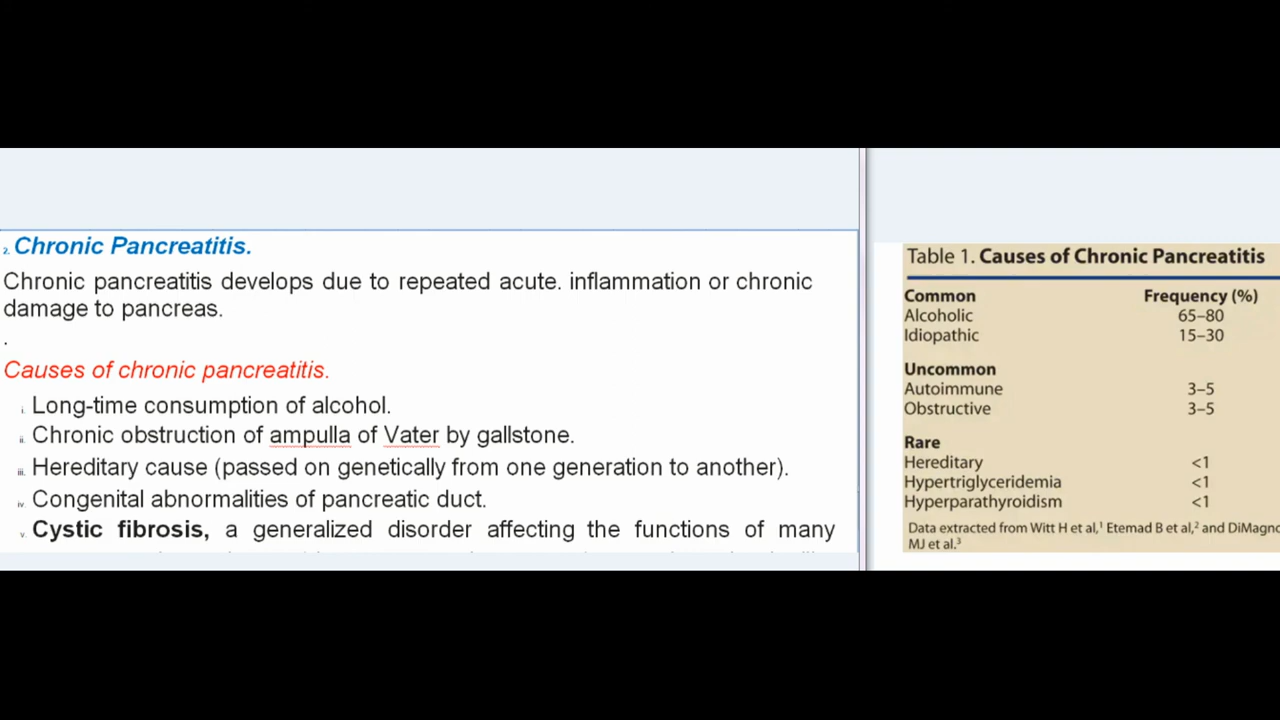 2. Chronic Pancreatitis.
Chronic pancreatitis develops due to repeated acute. inflammation or chronic
damage to pancreas.
.
Causes of chronic pancreatitis.
i. Long-time consumption of alcohol.
ii. Chronic obstruction of ampulla of Vater by gallstone.
iii. Hereditary cause (passed on genetically from one generation to another).
iv. Congenital abnormalities of pancreatic duct.
v. Cystic fibrosis, a generalized disorder affecting the functions of many
Table 1. Causes of Chronic Pancreatitis
Common Frequency (%)
Alcoholic 65–80
Idiopathic 15–30
Uncommon
Autoimmune 3–5
Obstructive 3–5
Rare
Hereditary <1
Hypertriglyceridemia <1
Hyperparathyroidism <1
Data extracted from Witt H et al,1 Etemad B et al,2 and DiMagno
MJ et al.3